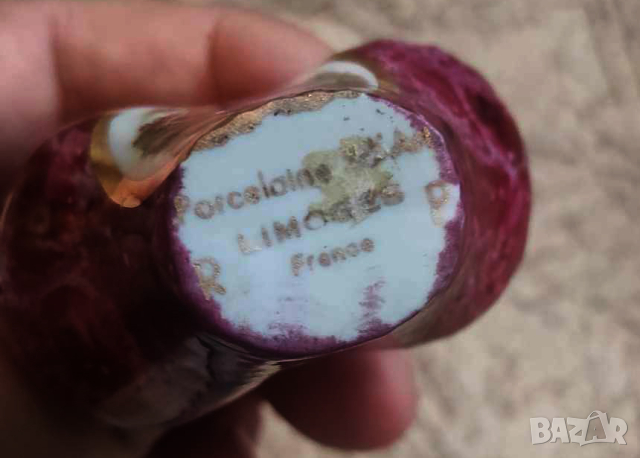 Porcelaine
R LIMOGES R
France
BAZAR